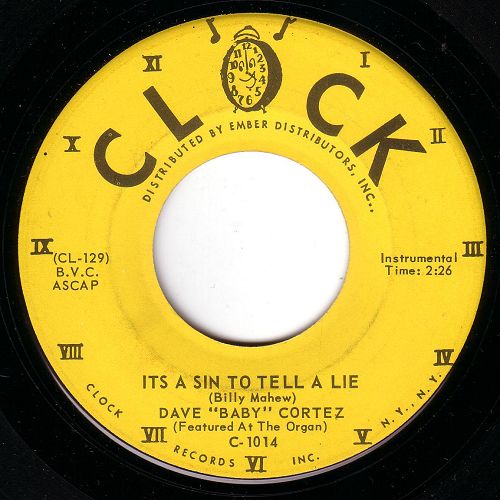 CLOCK
DISTRIBUTED BY EMBER DISTRIBUTORS, INC.,
XI
I
X
II
IX
III
VIII
IV
VII
V
VI
(CL-129)
B.V.C.
ASCAP
Instrumental
Time: 2:26
ITS A SIN TO TELL A LIE
(Billy Mahew)
DAVE "BABY" CORTEZ
(Featured At The Organ)
C-1014
CLOCK RECORDS INC. N.Y., N.Y.